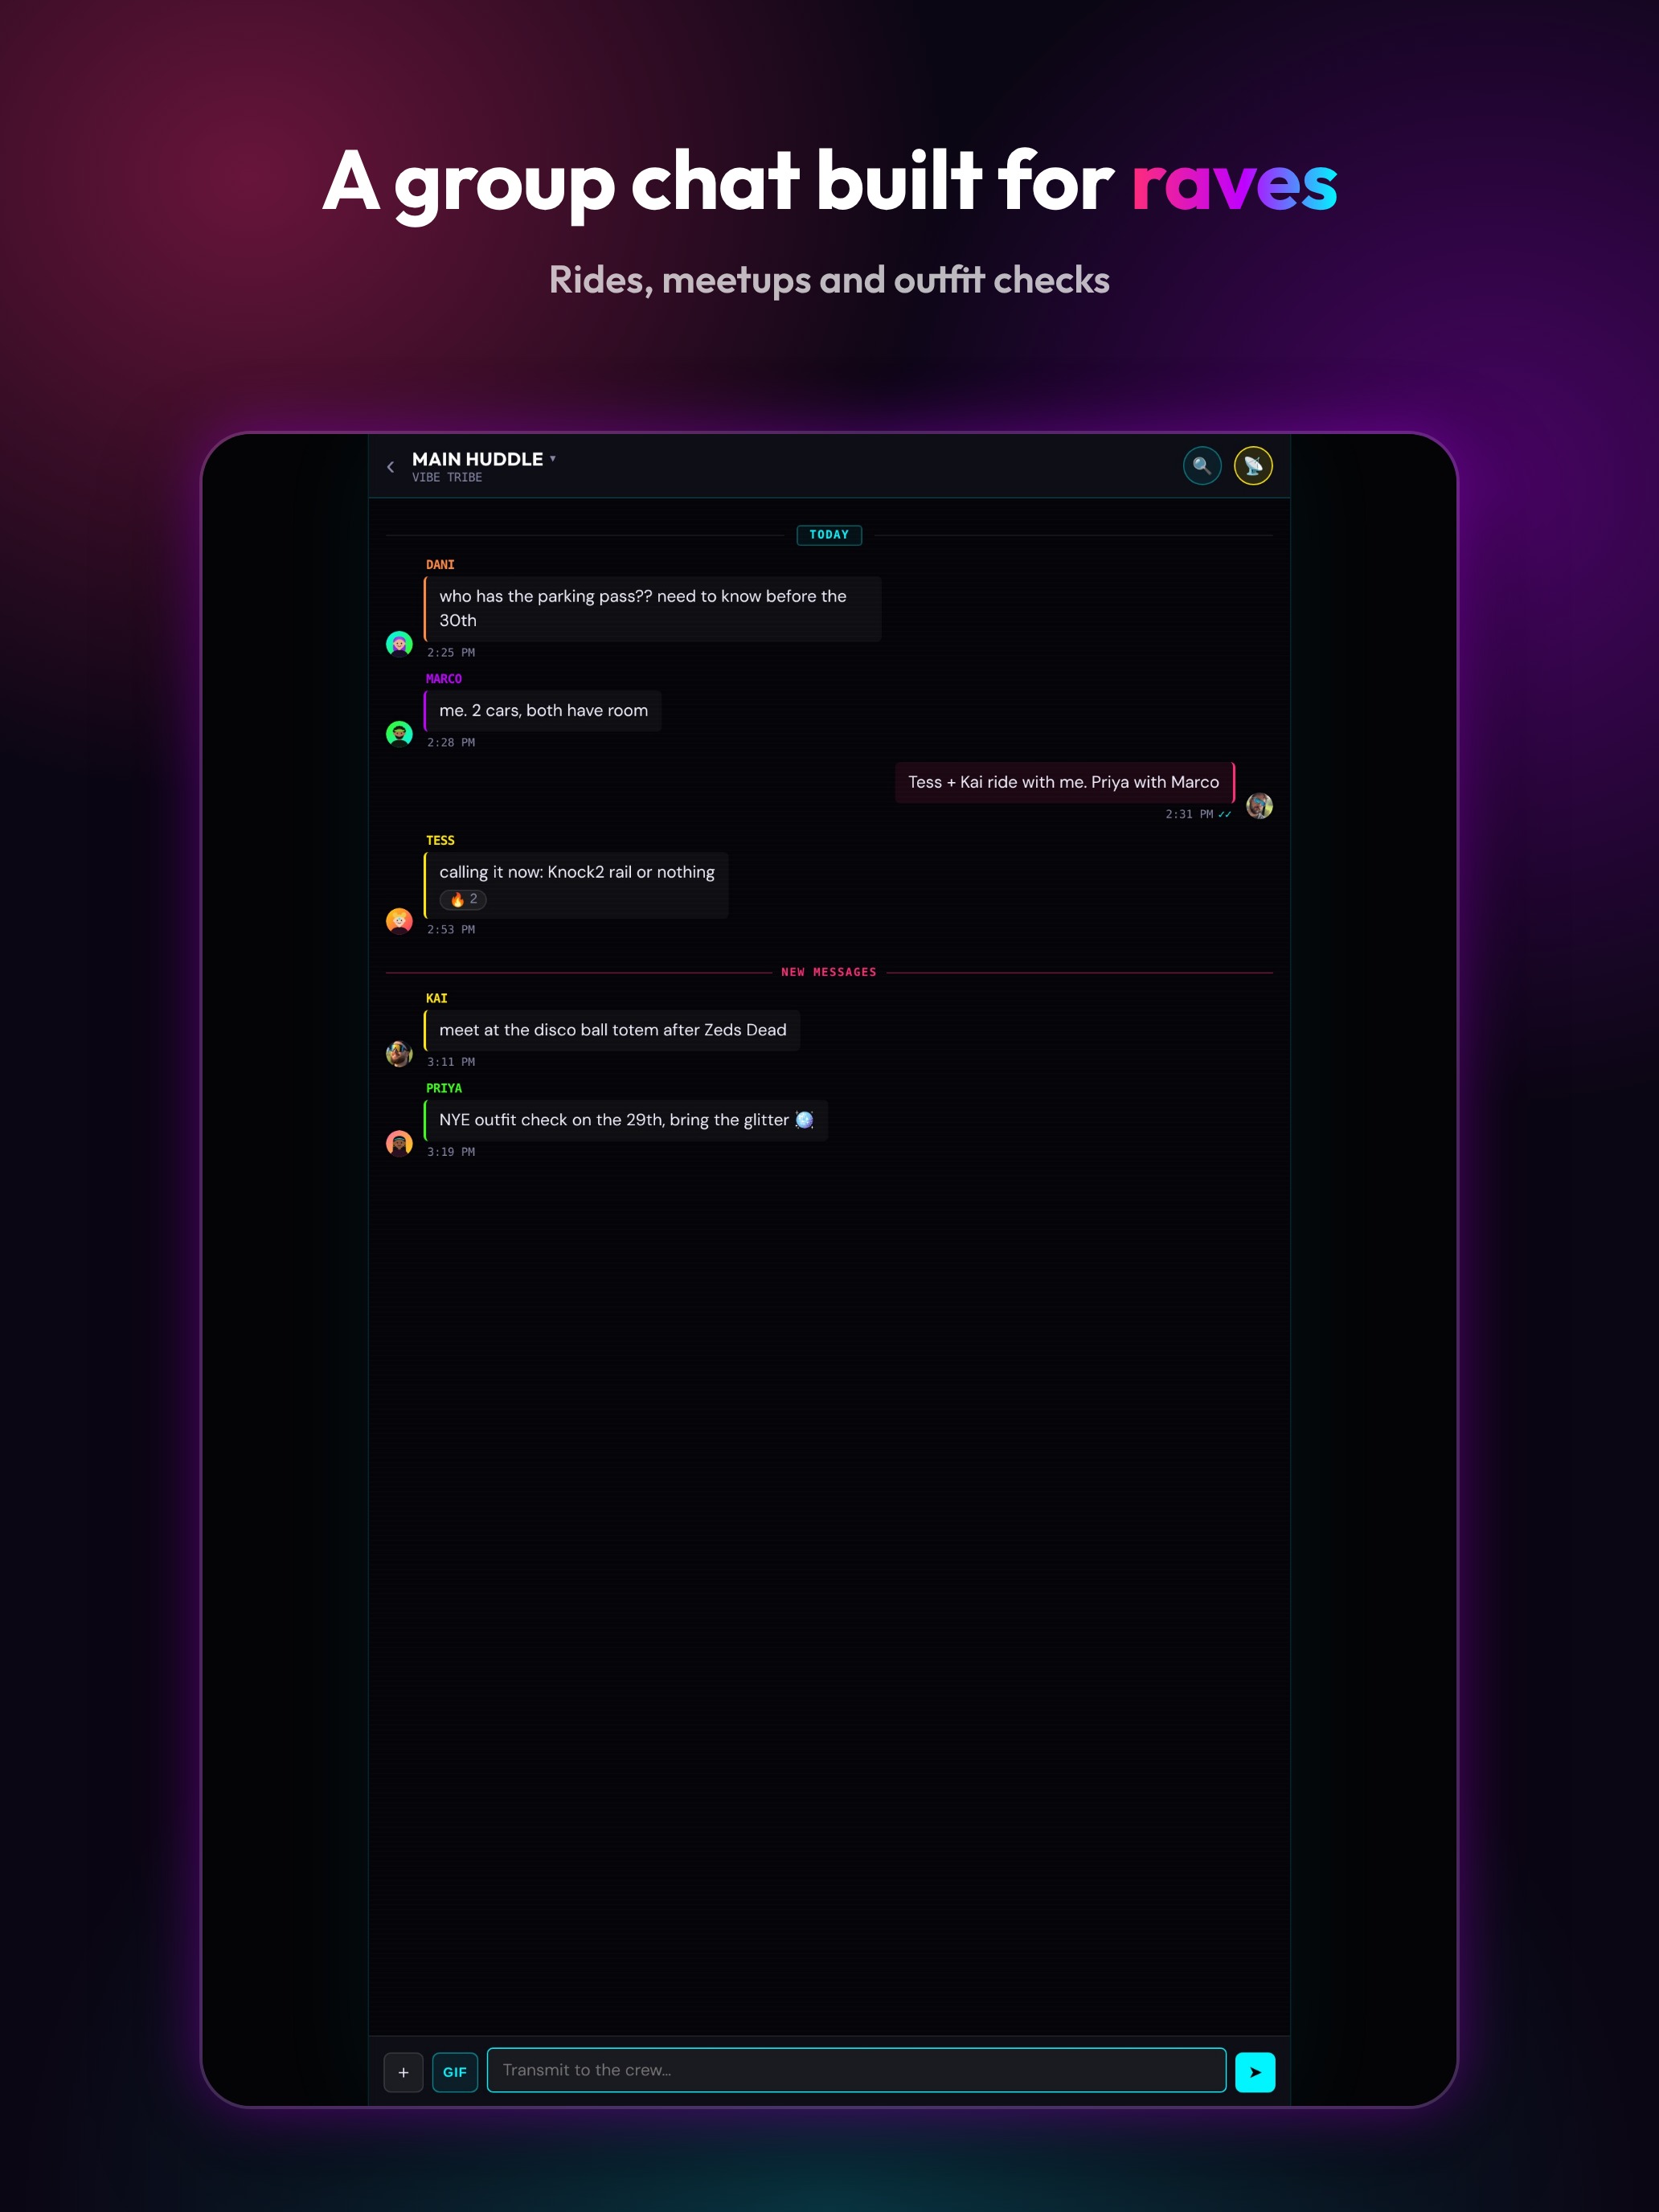 A group chat built for raves
Rides, meetups and outfit checks
MAIN HUDDLE
VIBE TRIBE
TODAY
DANI
who has the parking pass?? need to know before the
30th
2:25 PM
MARCO
me. 2 cars, both have room
2:28 PM
Tess + Kai ride with me. Priya with Marco
2:31 PM ✓✓
TESS
calling it now: Knock2 rail or nothing
🔥 2
2:53 PM
NEW MESSAGES
KAI
meet at the disco ball totem after Zeds Dead
3:11 PM
PRIYA
NYE outfit check on the 29th, bring the glitter 🪩
3:19 PM
+ GIF Transmit to the crew...